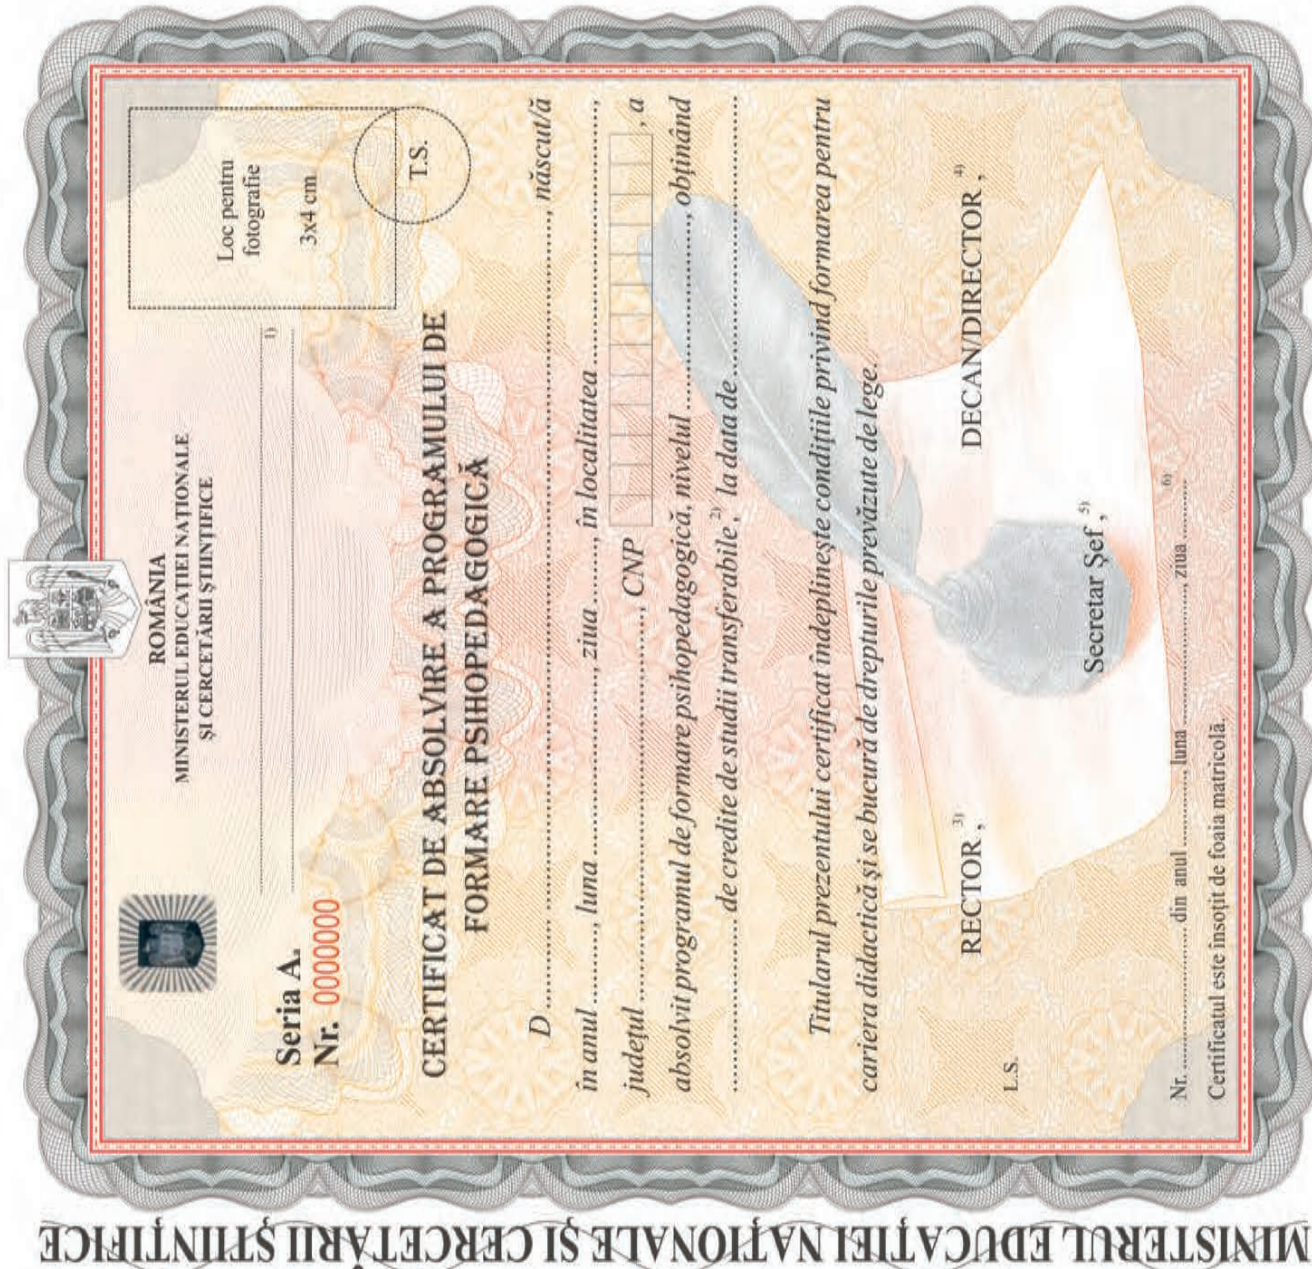 ROMÂNIA
MINISTERUL EDUCAȚIEI NAȚIONALE
ȘI CERCETĂRII ȘTIINȚIFICE
Loc pentru
fotografie
3x4 cm
T.S.
........................................ 1)
........................................
Seria A.
Nr. 0000000
CERTIFICAT DE ABSOLVIRE A PROGRAMULUI DE
FORMARE PSIHOPEDAGOGICĂ
D.................................................., născut/ă
în anul ........, luna ................, ziua ........, în localitatea ....................,
județul ........................................, CNP , a
absolvit programul de formare psihopedagogică, nivelul ...................., obținând
.................... de credite de studii transferabile 2), la data de ........................................
Titularul prezentului certificat îndeplinește condițiile privind formarea pentru
cariera didactică și se bucură de drepturile prevăzute de lege.
RECTOR 3), DECAN/DIRECTOR 4),
L.S.
Secretar Șef 5),
Nr. .................... din anul ................, luna ........................................, ziua .................... 6)
Certificatul este însoțit de foaia matricolă.
MINISTERUL EDUCAȚIEI NAȚIONALE ȘI CERCETĂRII ȘTIINȚIFICE